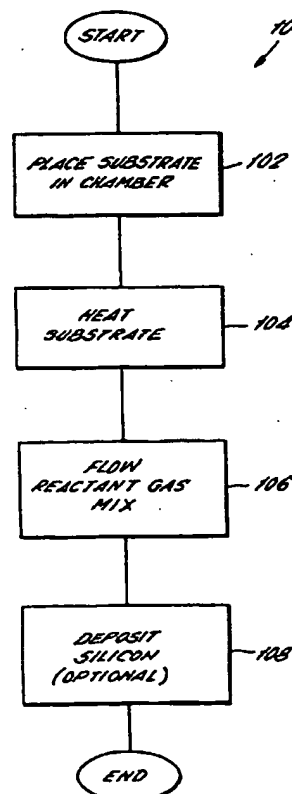 START
10
PLACE SUBSTRATE
IN CHAMBER
102
HEAT
SUBSTRATE
104
FLOW
REACTANT GAS
MIX
106
DEPOSIT
SILICON
(OPTIONAL)
108
END